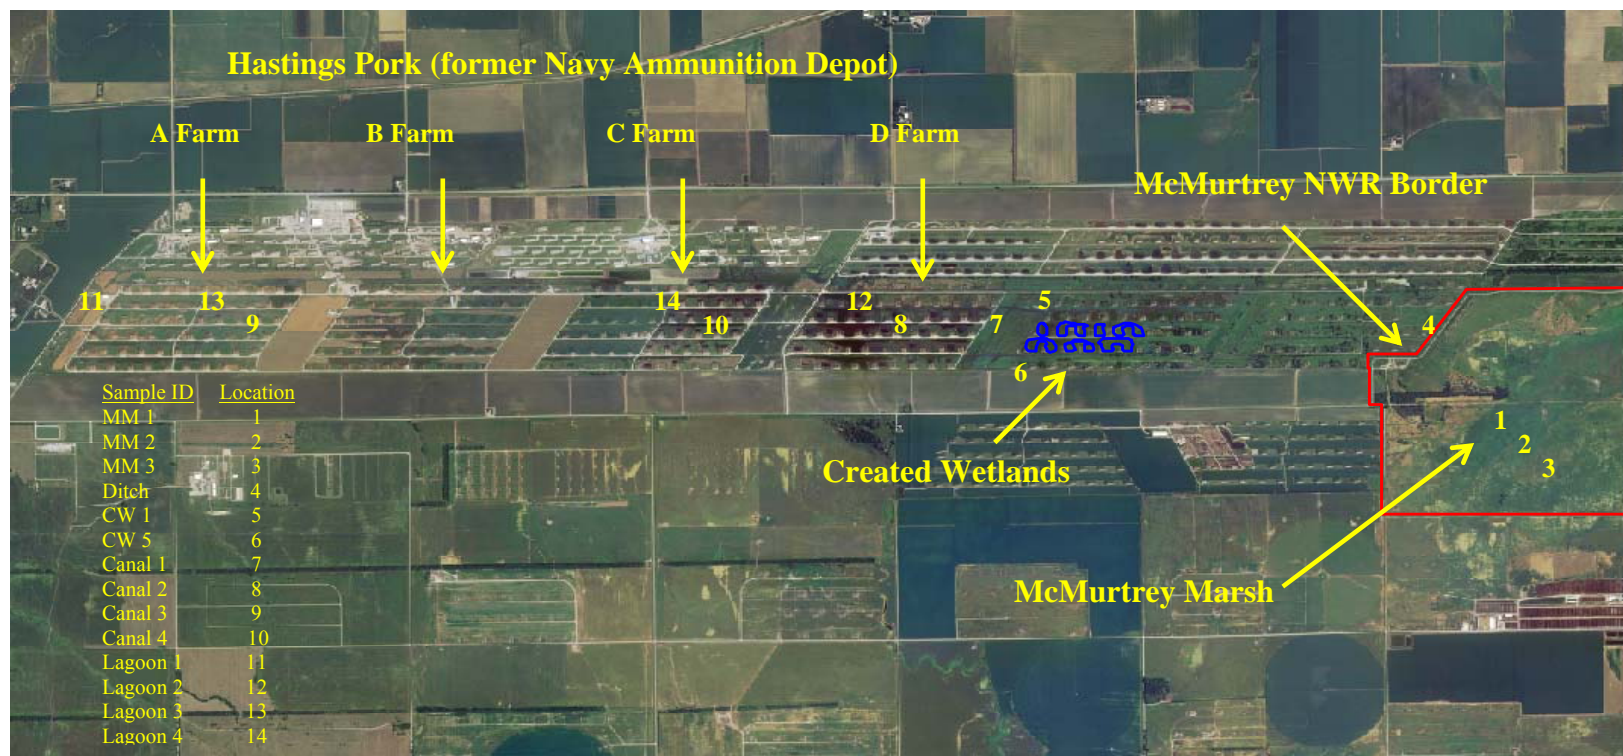 Hastings Pork (former Navy Ammunition Depot)
A Farm B Farm C Farm D Farm
McMurtrey NWR Border
11 13 14 12 5
9 10 8 7 4
6
Sample ID Location
MM 1 1
MM 2 2
MM 3 3
Ditch 4
CW 1 5
CW 5 6
Canal 1 7
Canal 2 8
Canal 3 9
Canal 4 10
Lagoon 1 11
Lagoon 2 12
Lagoon 3 13
Lagoon 4 14
1
2
3
Created Wetlands
McMurtrey Marsh